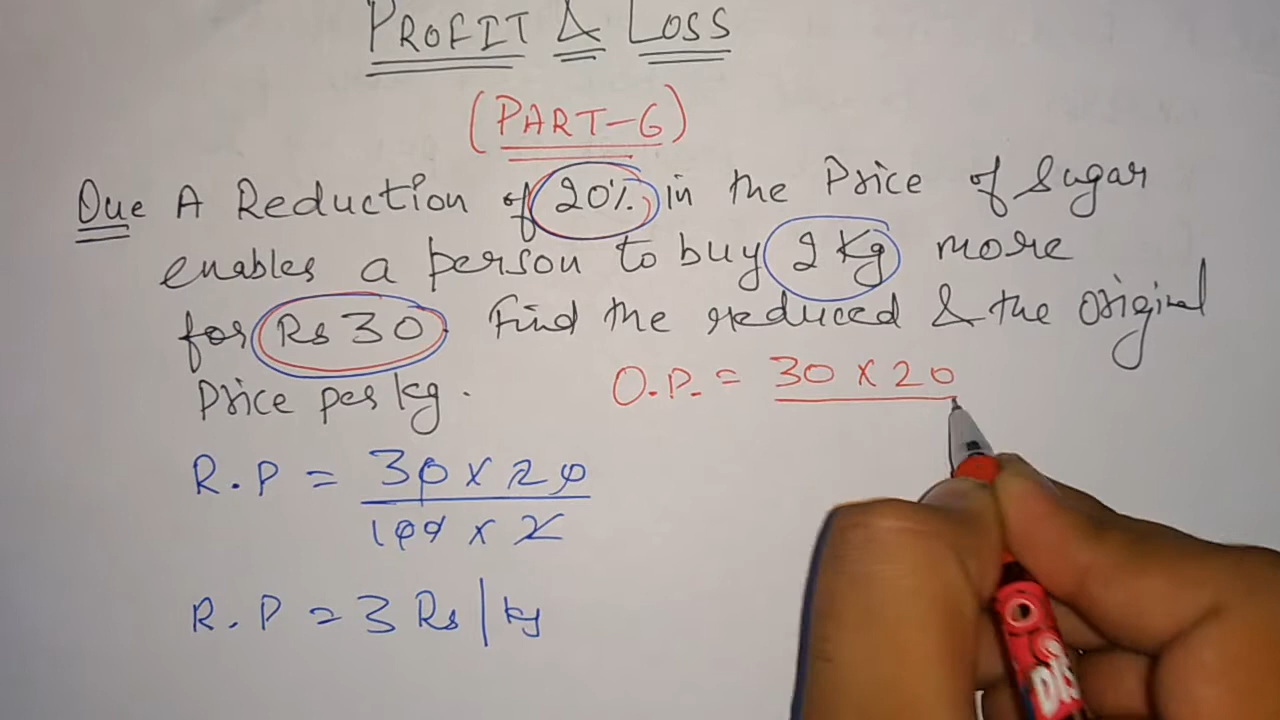 PROFIT & LOSS
(PART-6)
Que A Reduction of 20% in the Price of Sugar
enables a person to buy 2 Kg more
for Rs 30. Find the reduced & the original
Price per kg.
O.P. = 30 x 20
R.P = 30 x 20
100 x 2
R.P = 3 Rs | kg
DIS